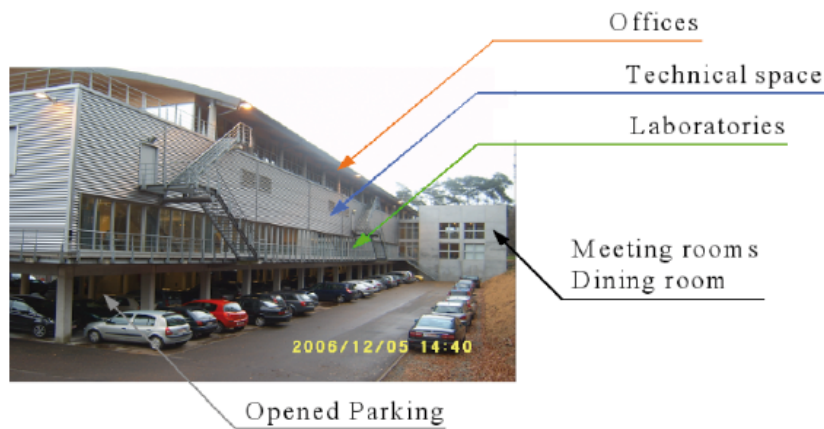 Offices
Technical space
Laboratories
Meeting rooms
Dining room
2006/12/05 14:40
Opened Parking